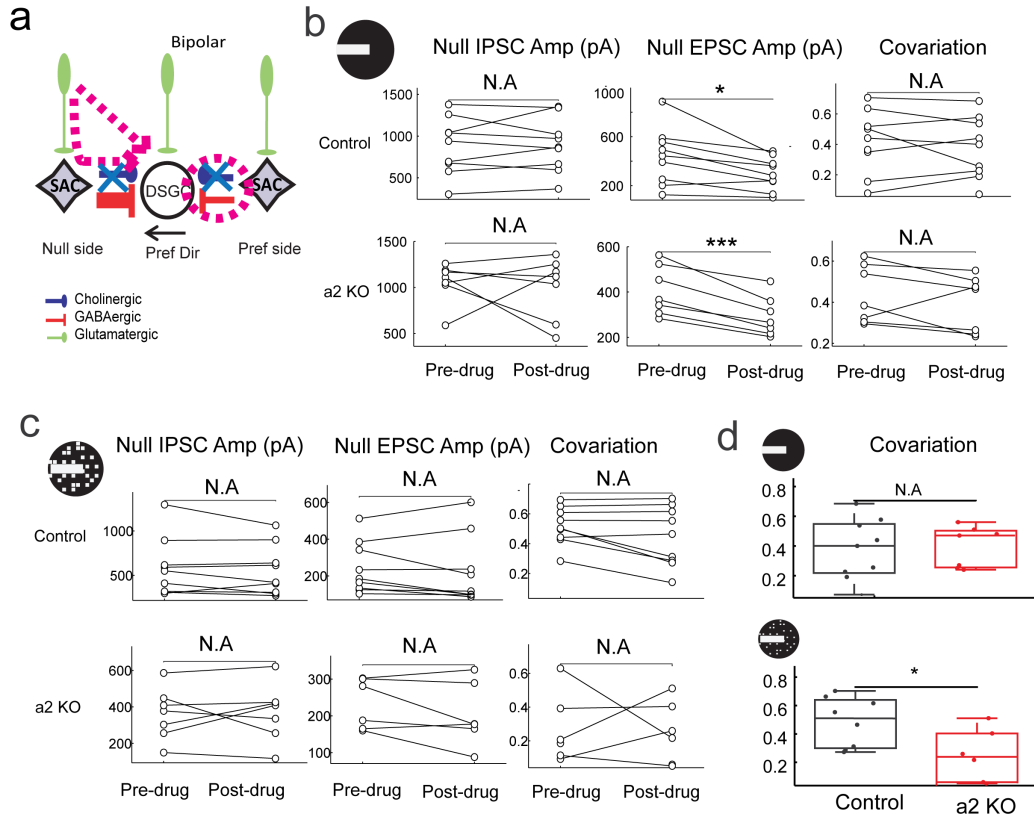 a
Bipolar
SAC
DSGC
SAC
Null side
Pref Dir
Pref side
Cholinergic
GABAergic
Glutamatergic
b
Null IPSC Amp (pA)
Null EPSC Amp (pA)
Covariation
Control
N.A
1500
1000
500
*
1000
600
200
N.A
0.6
0.4
0.2
a2 KO
N.A
1500
1000
500
***
600
400
200
N.A
0.6
0.4
0.2
Pre-drug
Post-drug
Pre-drug
Post-drug
Pre-drug
Post-drug
c
Null IPSC Amp (pA)
Null EPSC Amp (pA)
Covariation
Control
N.A
1000
500
N.A
600
400
200
N.A
0.6
0.4
0.2
a2 KO
N.A
600
400
200
N.A
300
200
100
N.A
0.6
0.4
0.2
Pre-drug
Post-drug
Pre-drug
Post-drug
Pre-drug
Post-drug
d
Covariation
N.A
0.8
0.6
0.4
0.2
*
0.8
0.6
0.4
0.2
Control
a2 KO